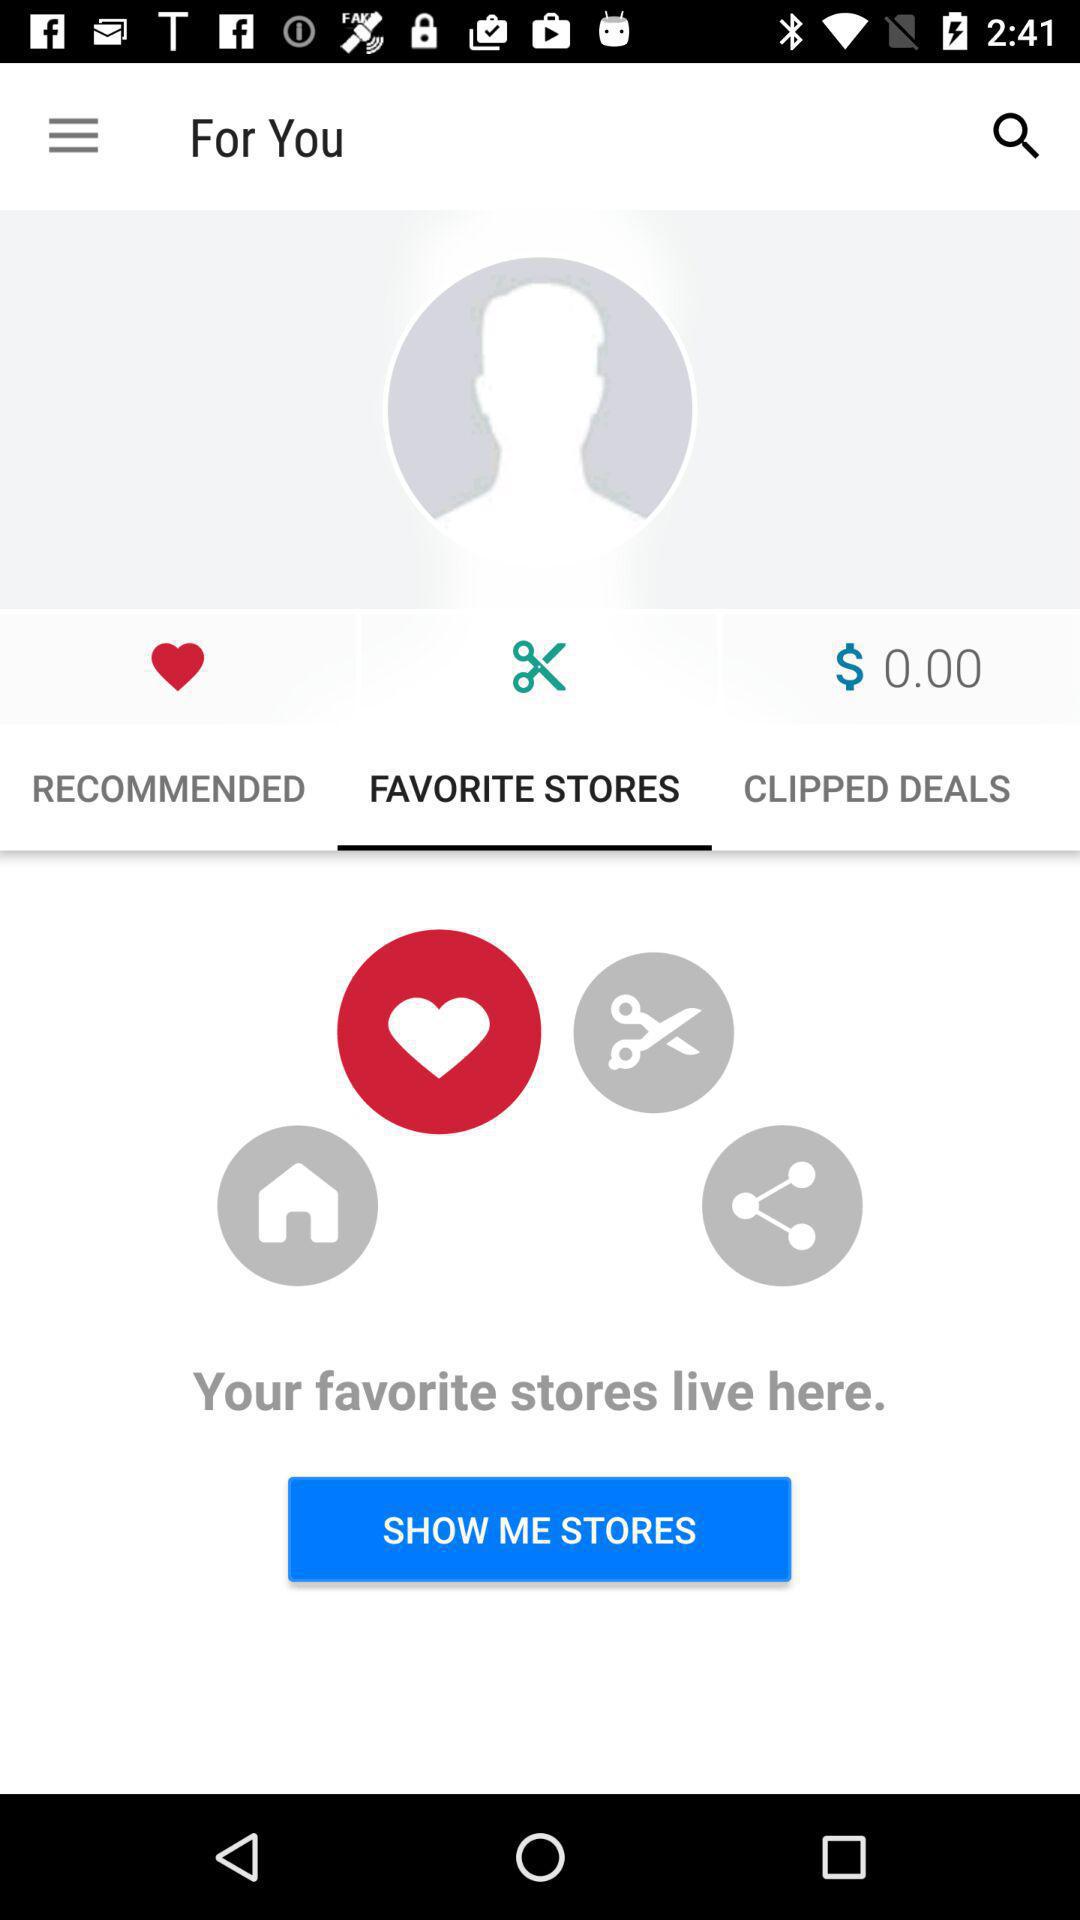 FAKE
2:41
For You
$ 0.00
RECOMMENDED
FAVORITE STORES
CLIPPED DEALS
Your favorite stores live here.
SHOW ME STORES